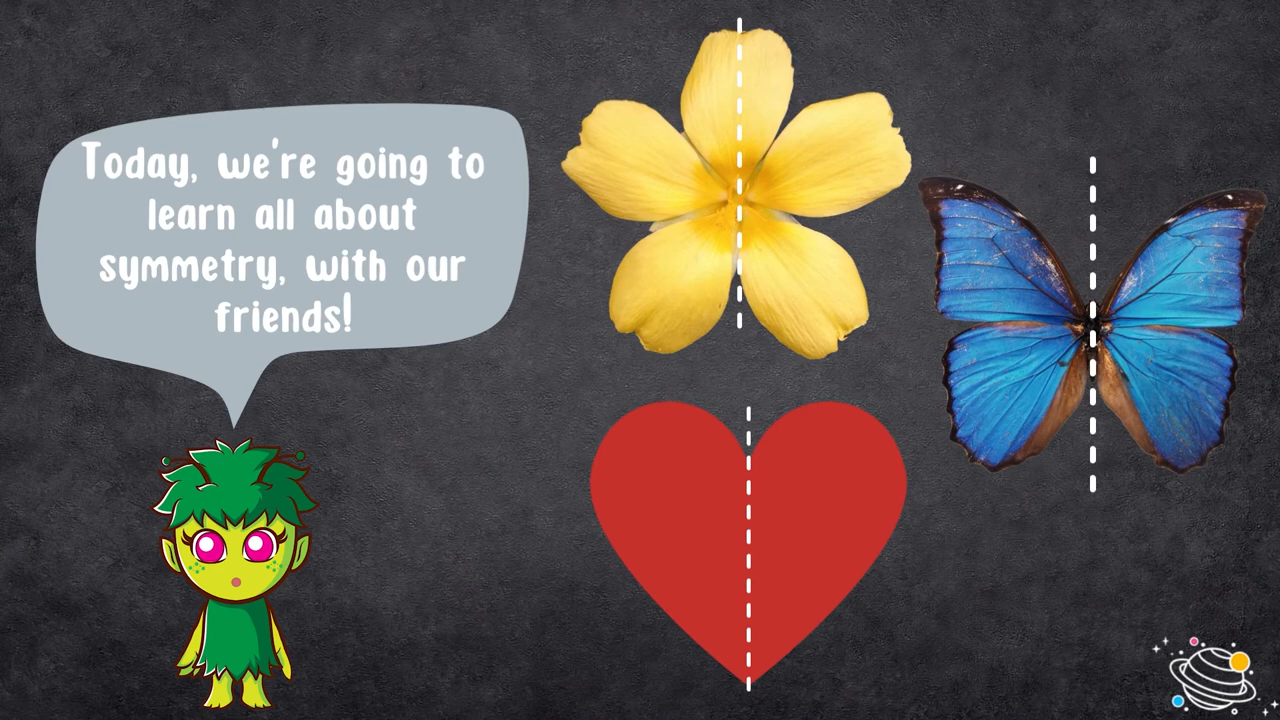 Today, we're going to
learn all about
symmetry, with our
friends!